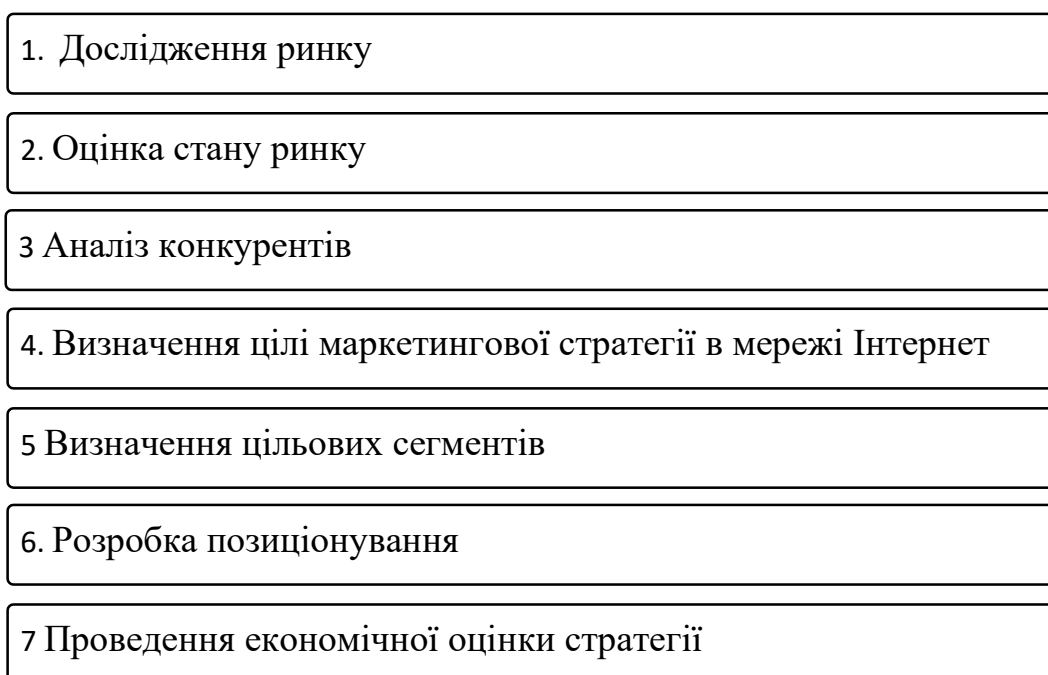 1. Дослідження ринку
2. Оцінка стану ринку
3 Аналіз конкурентів
4. Визначення цілі маркетингової стратегії в мережі Інтернет
5 Визначення цільових сегментів
6. Розробка позиціонування
7 Проведення економічної оцінки стратегії